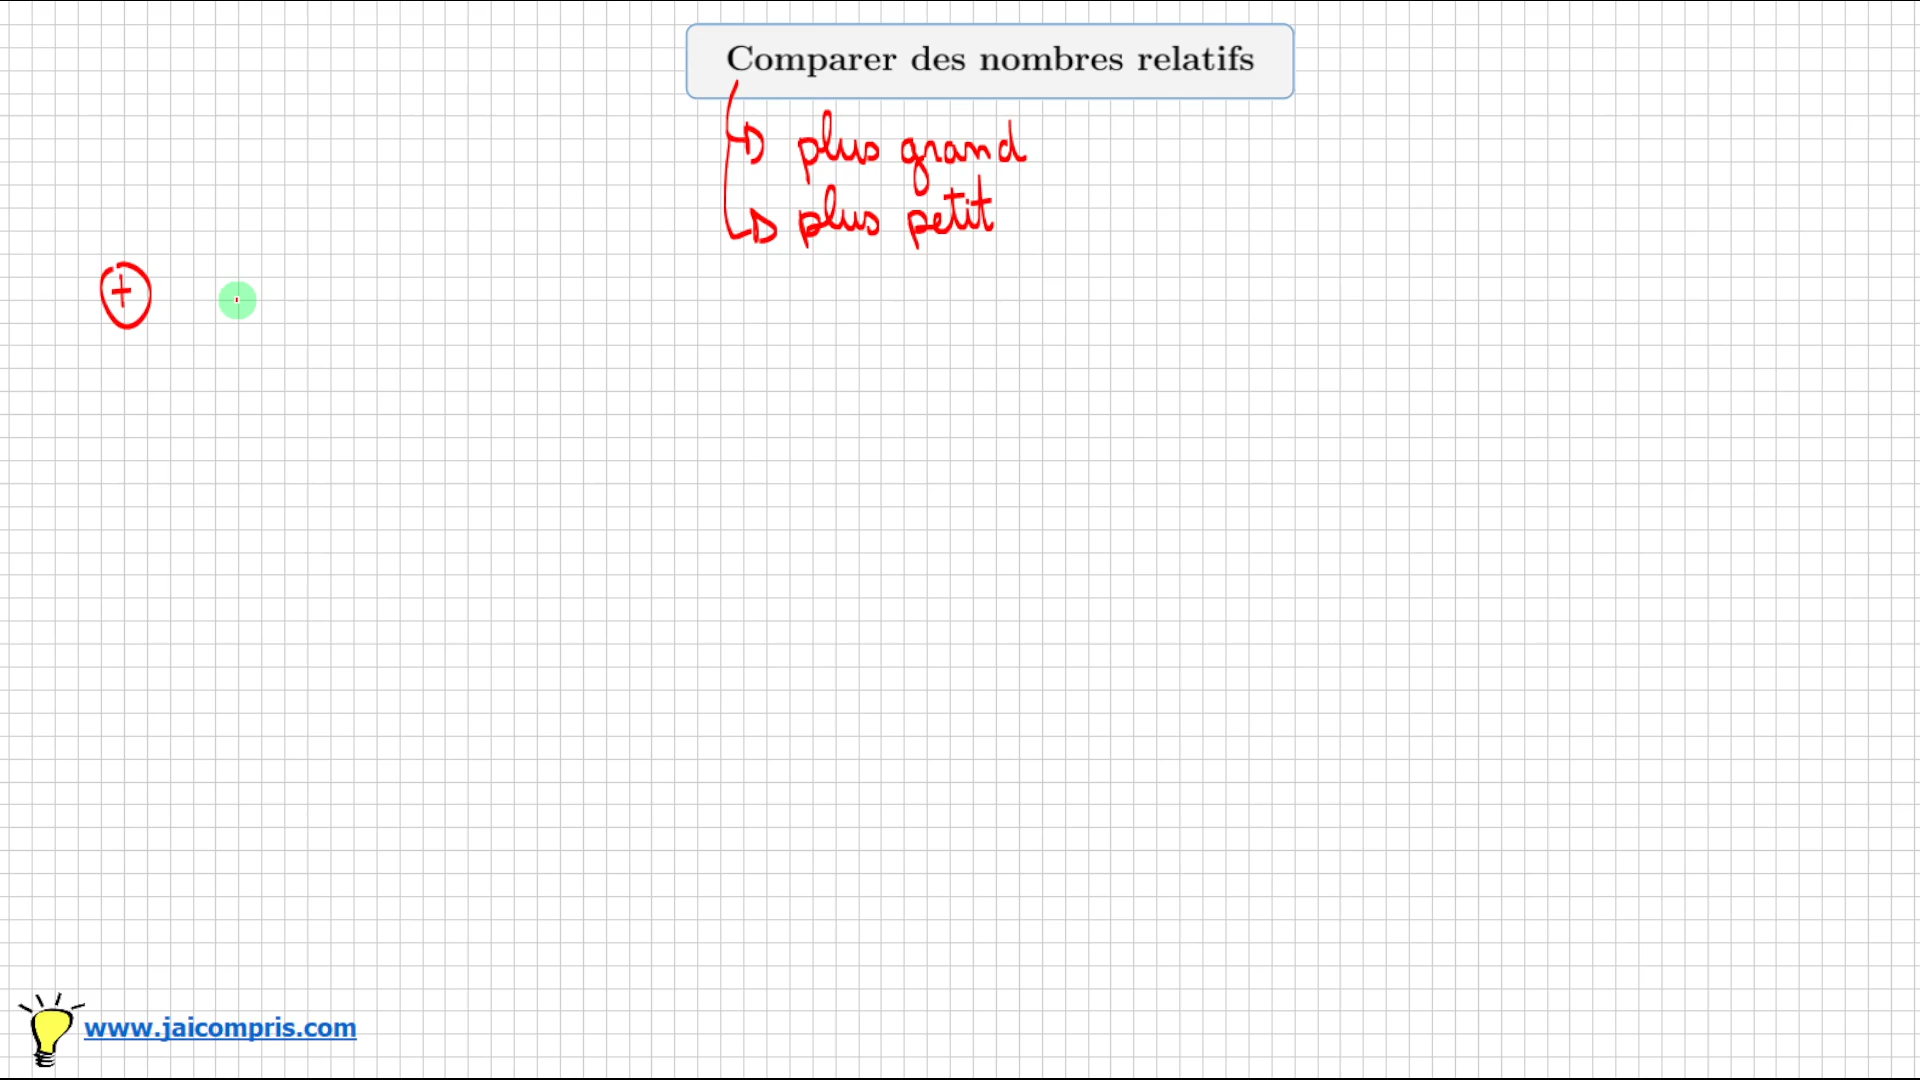 Comparer des nombres relatifs
plus grand
plus petit
+
www.jaicompris.com